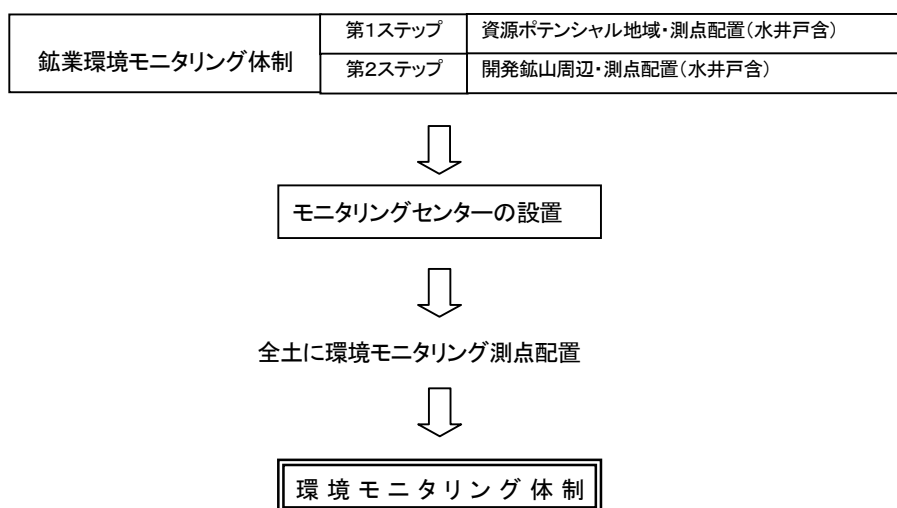 鉱業環境モニタリング体制
第1ステップ
資源ポテンシャル地域・測点配置(水井戸含)
第2ステップ
開発鉱山周辺・測点配置(水井戸含)
モニタリングセンターの設置
全土に環境モニタリング測点配置
環境モニタリング体制